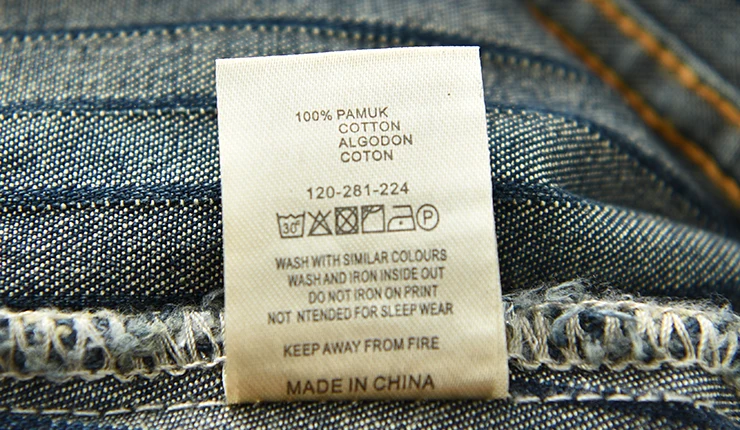 100% PAMUK
COTTON
ALGODON
COTON
120-281-224
30° P
WASH WITH SIMILAR COLOURS
WASH AND IRON INSIDE OUT
DO NOT IRON ON PRINT
NOT NTENDED FOR SLEEP WEAR
KEEP AWAY FROM FIRE
MADE IN CHINA